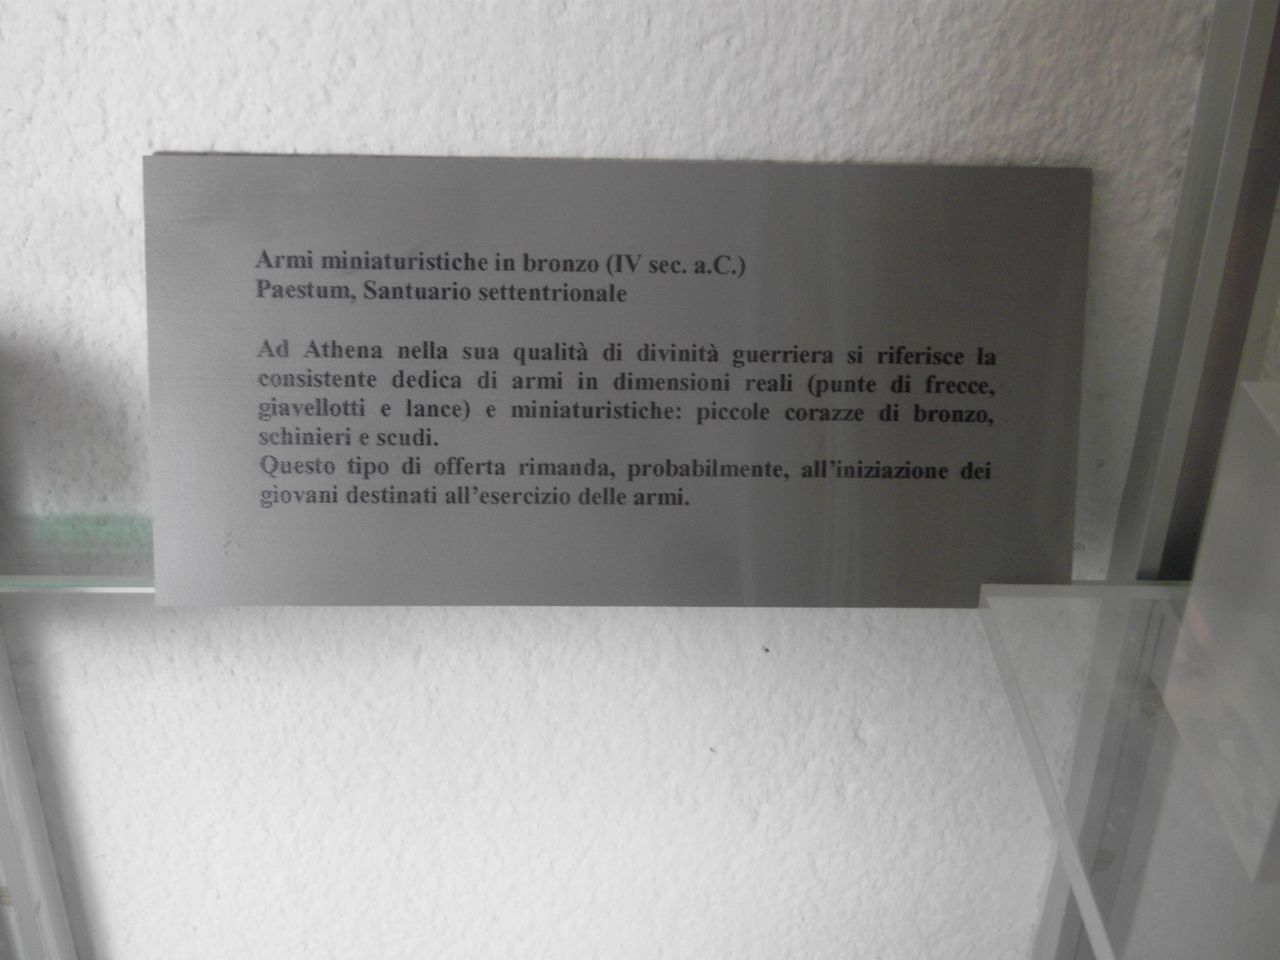 Armi miniaturistiche in bronzo (IV sec. a.C.)
Paestum, Santuario settentrionale
Ad Athena nella sua qualità di divinità guerriera si riferisce la
consistente dedica di armi in dimensioni reali (punte di frecce,
giavellotti e lance) e miniaturistiche: piccole corazze di bronzo,
schinieri e scudi.
Questo tipo di offerta rimanda, probabilmente, all'iniziazione dei
giovani destinati all'esercizio delle armi.